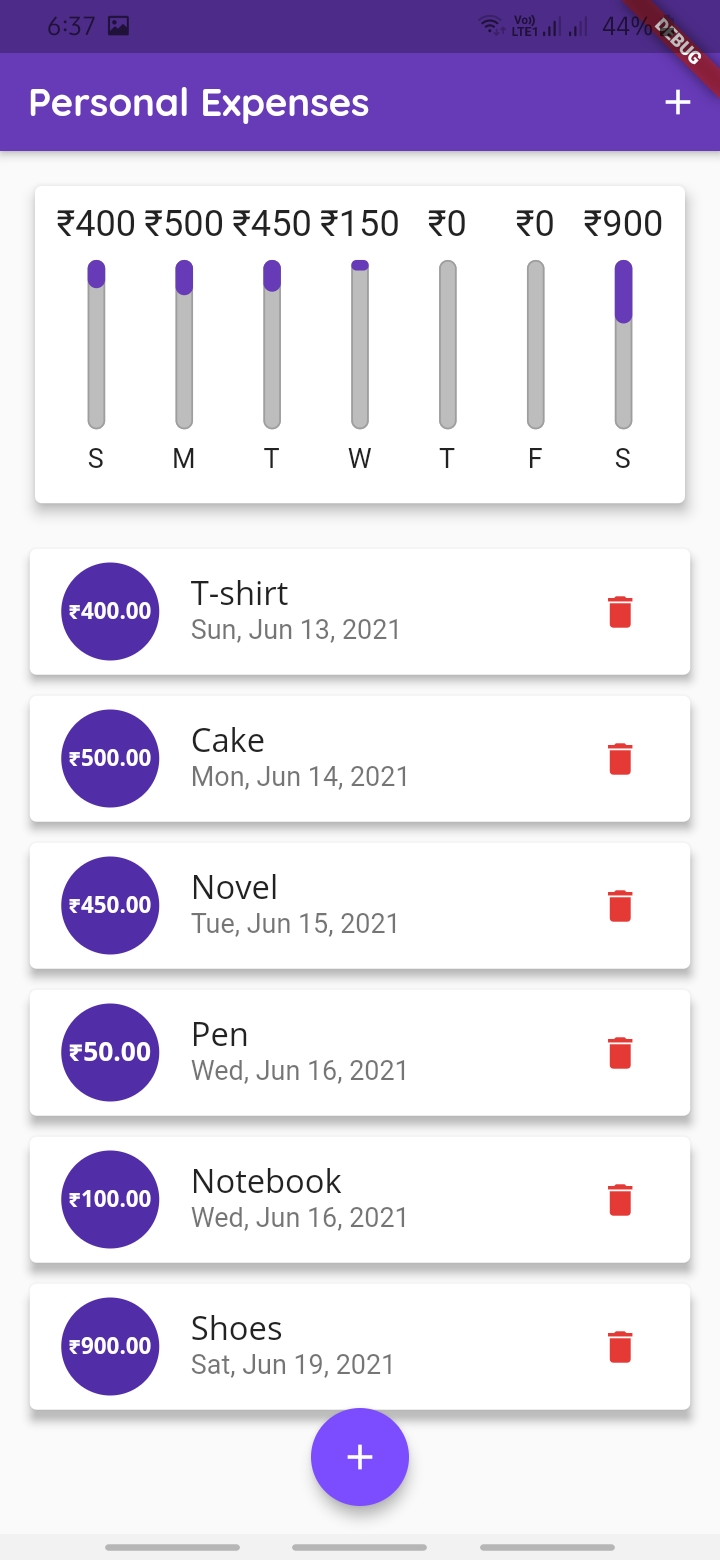 6:37 Vo)) LTE1 44%
DEBUG
Personal Expenses +
₹400 ₹500 ₹450 ₹150 ₹0 ₹0 ₹900
S M T W T F S
₹400.00 T-shirt
Sun, Jun 13, 2021
₹500.00 Cake
Mon, Jun 14, 2021
₹450.00 Novel
Tue, Jun 15, 2021
₹50.00 Pen
Wed, Jun 16, 2021
₹100.00 Notebook
Wed, Jun 16, 2021
₹900.00 Shoes
Sat, Jun 19, 2021
+